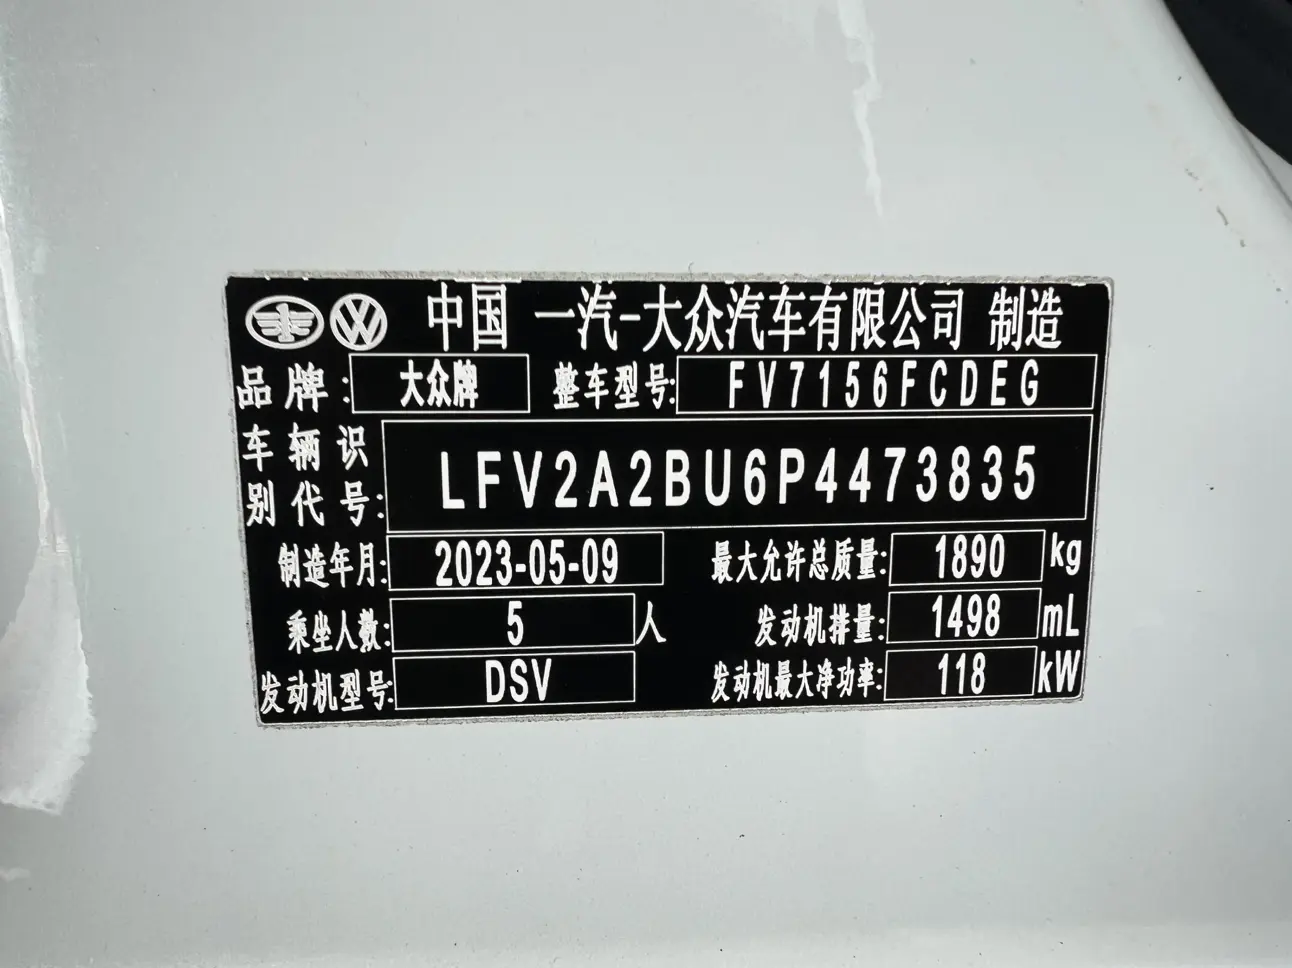 中国 一汽-大众汽车有限公司 制造
品牌: 大众牌 整车型号: FV7156FCDEG
车辆识别代号: LFV2A2BU6P4473835
制造年月: 2023-05-09 最大允许总质量: 1890 kg
乘坐人数: 5 人 发动机排量: 1498 mL
发动机型号: DSV 发动机最大净功率: 118 kW